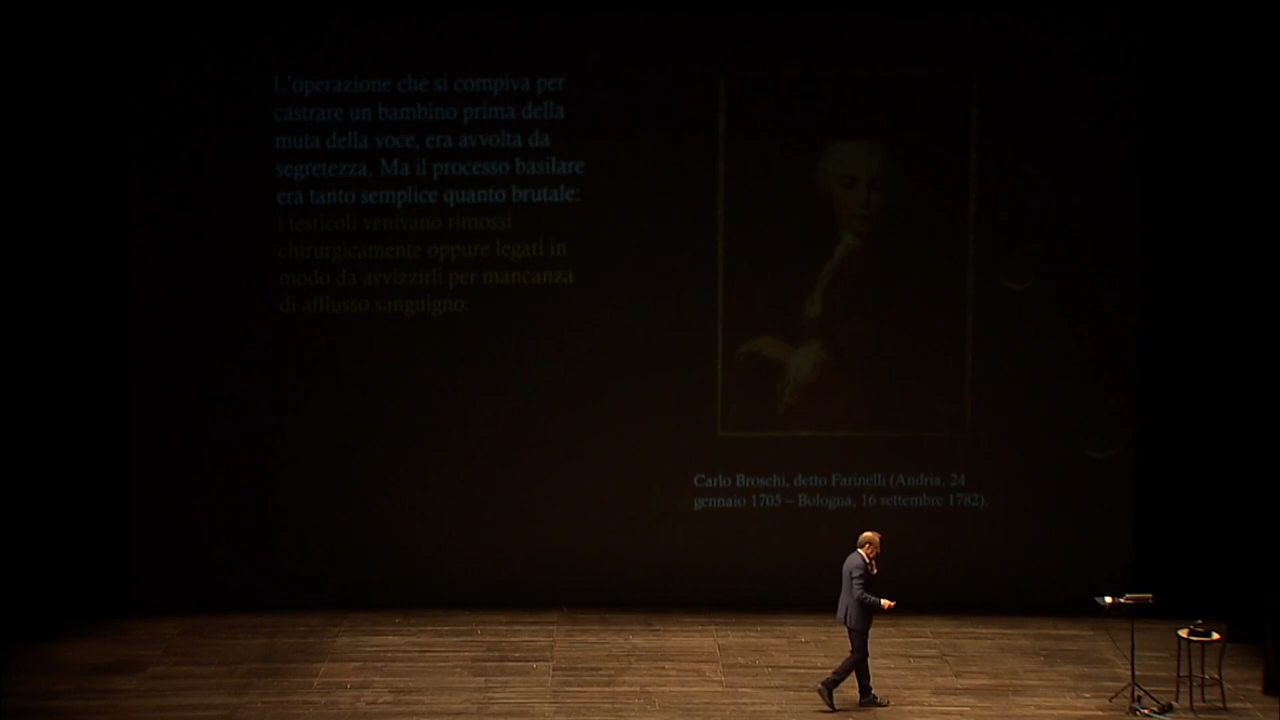 L'operazione che si compiva per
castrare un bambino prima della
muta della voce, era avvolta da
segretezza. Ma il processo basilare
era tanto semplice quanto brutale:
i testicoli venivano rimossi
chirurgicamente oppure legati in
modo da avvizzirli per mancanza
di afflusso sanguigno.
Carlo Broschi, detto Farinelli (Andria, 24
gennaio 1705 – Bologna, 16 settembre 1782),